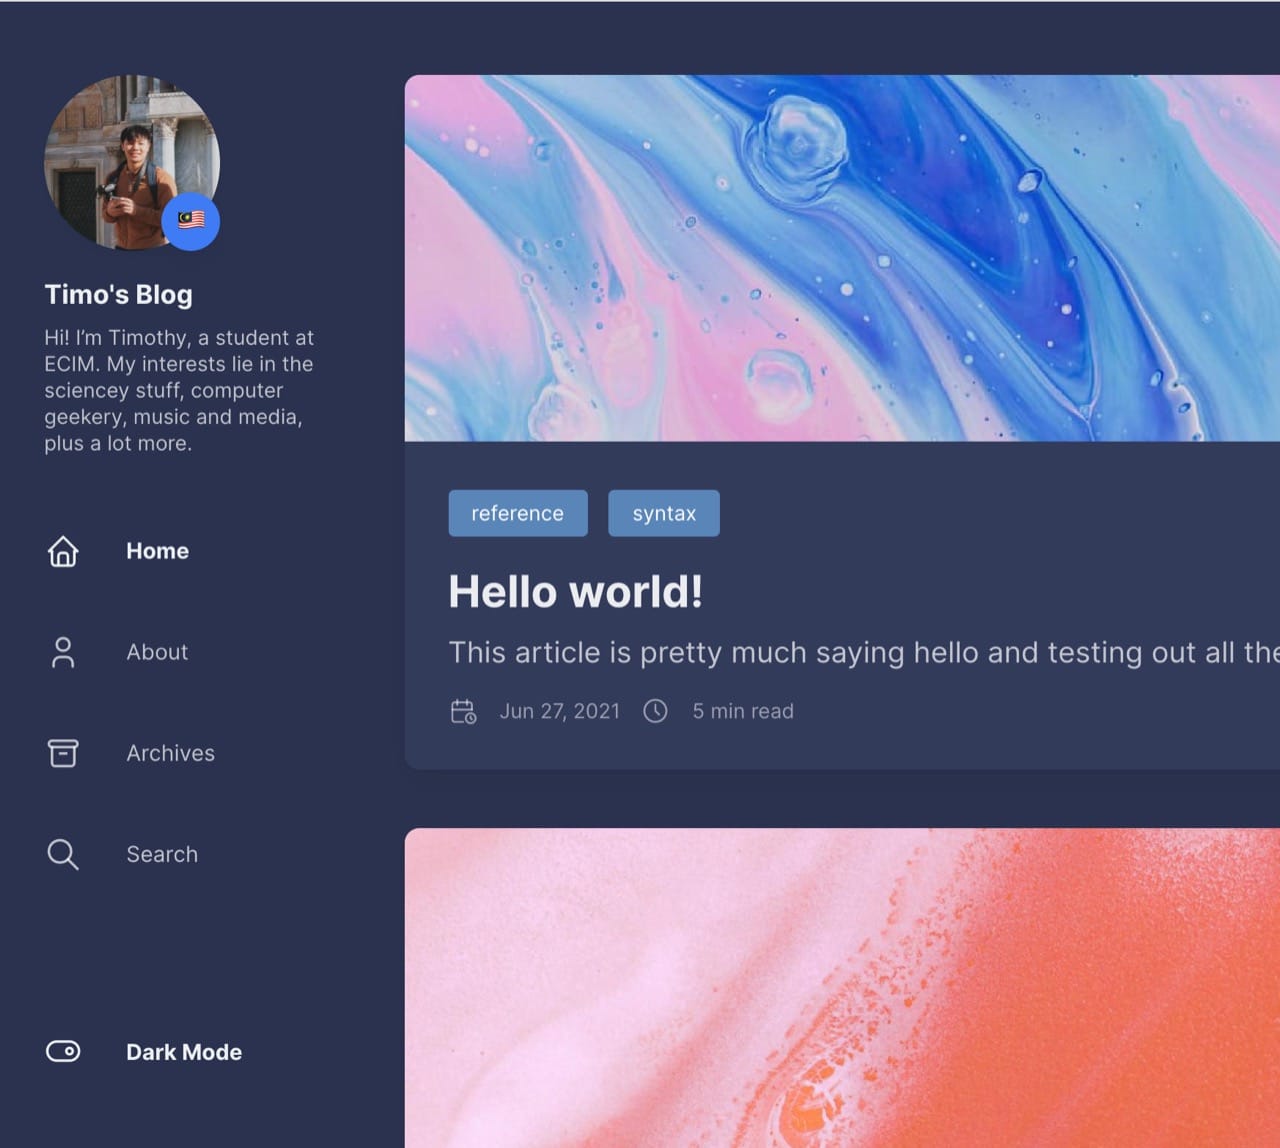 Timo's Blog
Hi! I’m Timothy, a student at
ECIM. My interests lie in the
sciencey stuff, computer
geekery, music and media,
plus a lot more.
Home
About
Archives
Search
Dark Mode
reference syntax
Hello world!
This article is pretty much saying hello and testing out all the
Jun 27, 2021 5 min read